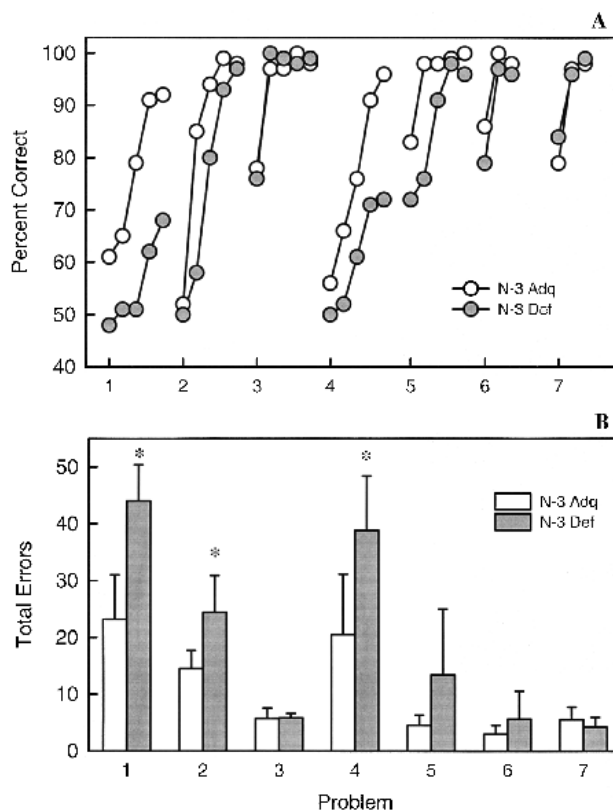 A
100
90
80
70
60
50
40
Percent Correct
N-3 Adq
N-3 Def
1 2 3 4 5 6 7
B
50
40
30
20
10
0
Total Errors
* * *
N-3 Adq
N-3 Def
1 2 3 4 5 6 7
Problem